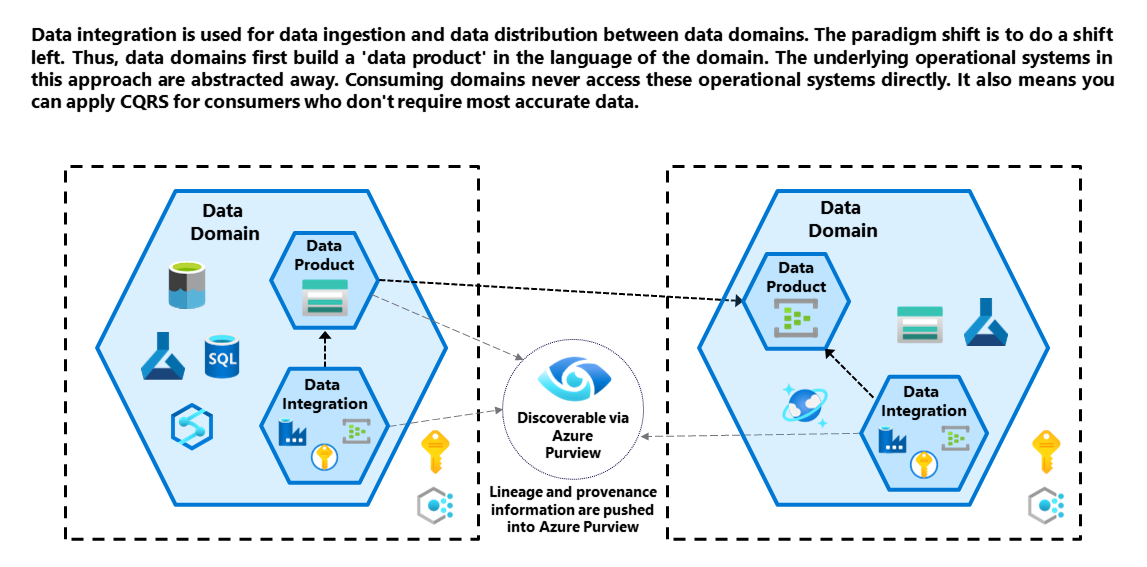 Data integration is used for data ingestion and data distribution between data domains. The paradigm shift is to do a shift
left. Thus, data domains first build a 'data product' in the language of the domain. The underlying operational systems in
this approach are abstracted away. Consuming domains never access these operational systems directly. It also means you
can apply CQRS for consumers who don't require most accurate data.
Data
Domain
Data
Product
SQL
Data
Integration
Discoverable via
Azure
Purview
Lineage and provenance
information are pushed
into Azure Purview
Data
Domain
Data
Product
Data
Integration